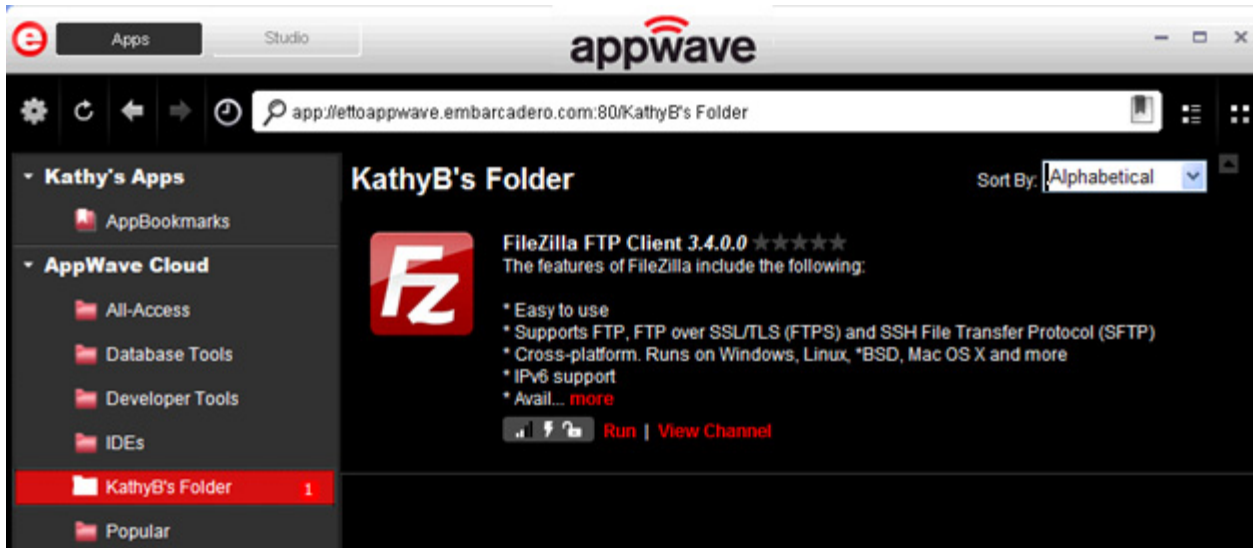 e
Apps
Studio
appwave
app://ettoappwave.embarcadero.com:80/KathyB's Folder
Kathy's Apps
AppBookmarks
AppWave Cloud
All-Access
Database Tools
Developer Tools
IDEs
KathyB's Folder 1
Popular
KathyB's Folder
Sort By: Alphabetical
Fz
FileZilla FTP Client 3.4.0.0
The features of FileZilla include the following:
* Easy to use
* Supports FTP, FTP over SSL/TLS (FTPS) and SSH File Transfer Protocol (SFTP)
* Cross-platform. Runs on Windows, Linux, *BSD, Mac OS X and more
* IPv6 support
* Avail... more
Run | View Channel